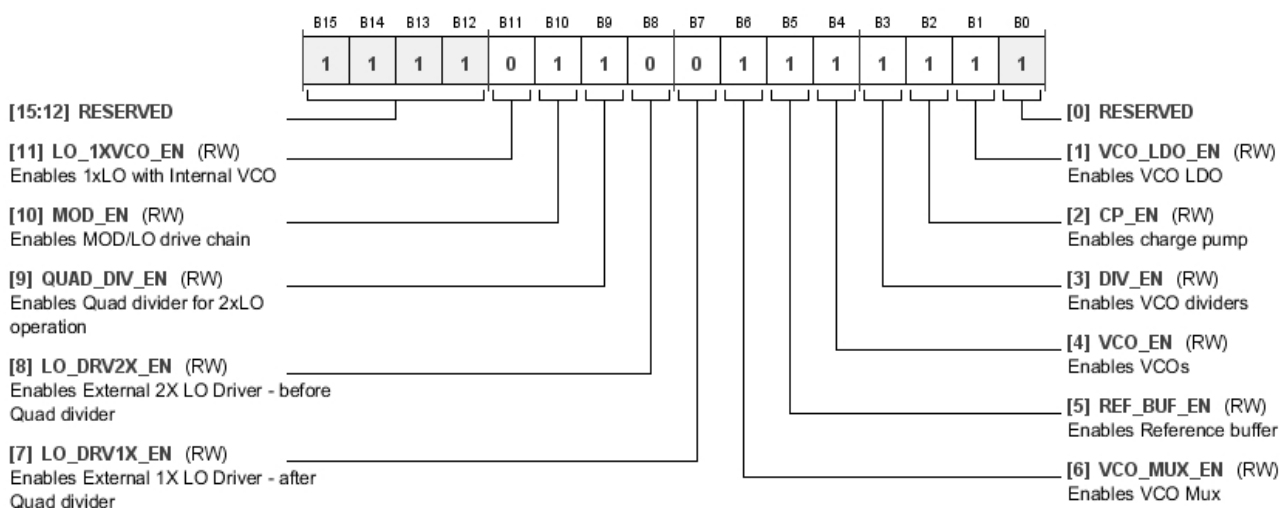 B15 B14 B13 B12 B11 B10 B9 B8 B7 B6 B5 B4 B3 B2 B1 B0
1 1 1 1 0 1 1 0 0 1 1 1 1 1 1 1
[15:12] RESERVED
[11] LO_1XVCO_EN (RW)
Enables 1xLO with Internal VCO
[10] MOD_EN (RW)
Enables MOD/LO drive chain
[9] QUAD_DIV_EN (RW)
Enables Quad divider for 2xLO
operation
[8] LO_DRV2X_EN (RW)
Enables External 2X LO Driver - before
Quad divider
[7] LO_DRV1X_EN (RW)
Enables External 1X LO Driver - after
Quad divider
[0] RESERVED
[1] VCO_LDO_EN (RW)
Enables VCO LDO
[2] CP_EN (RW)
Enables charge pump
[3] DIV_EN (RW)
Enables VCO dividers
[4] VCO_EN (RW)
Enables VCOs
[5] REF_BUF_EN (RW)
Enables Reference buffer
[6] VCO_MUX_EN (RW)
Enables VCO Mux